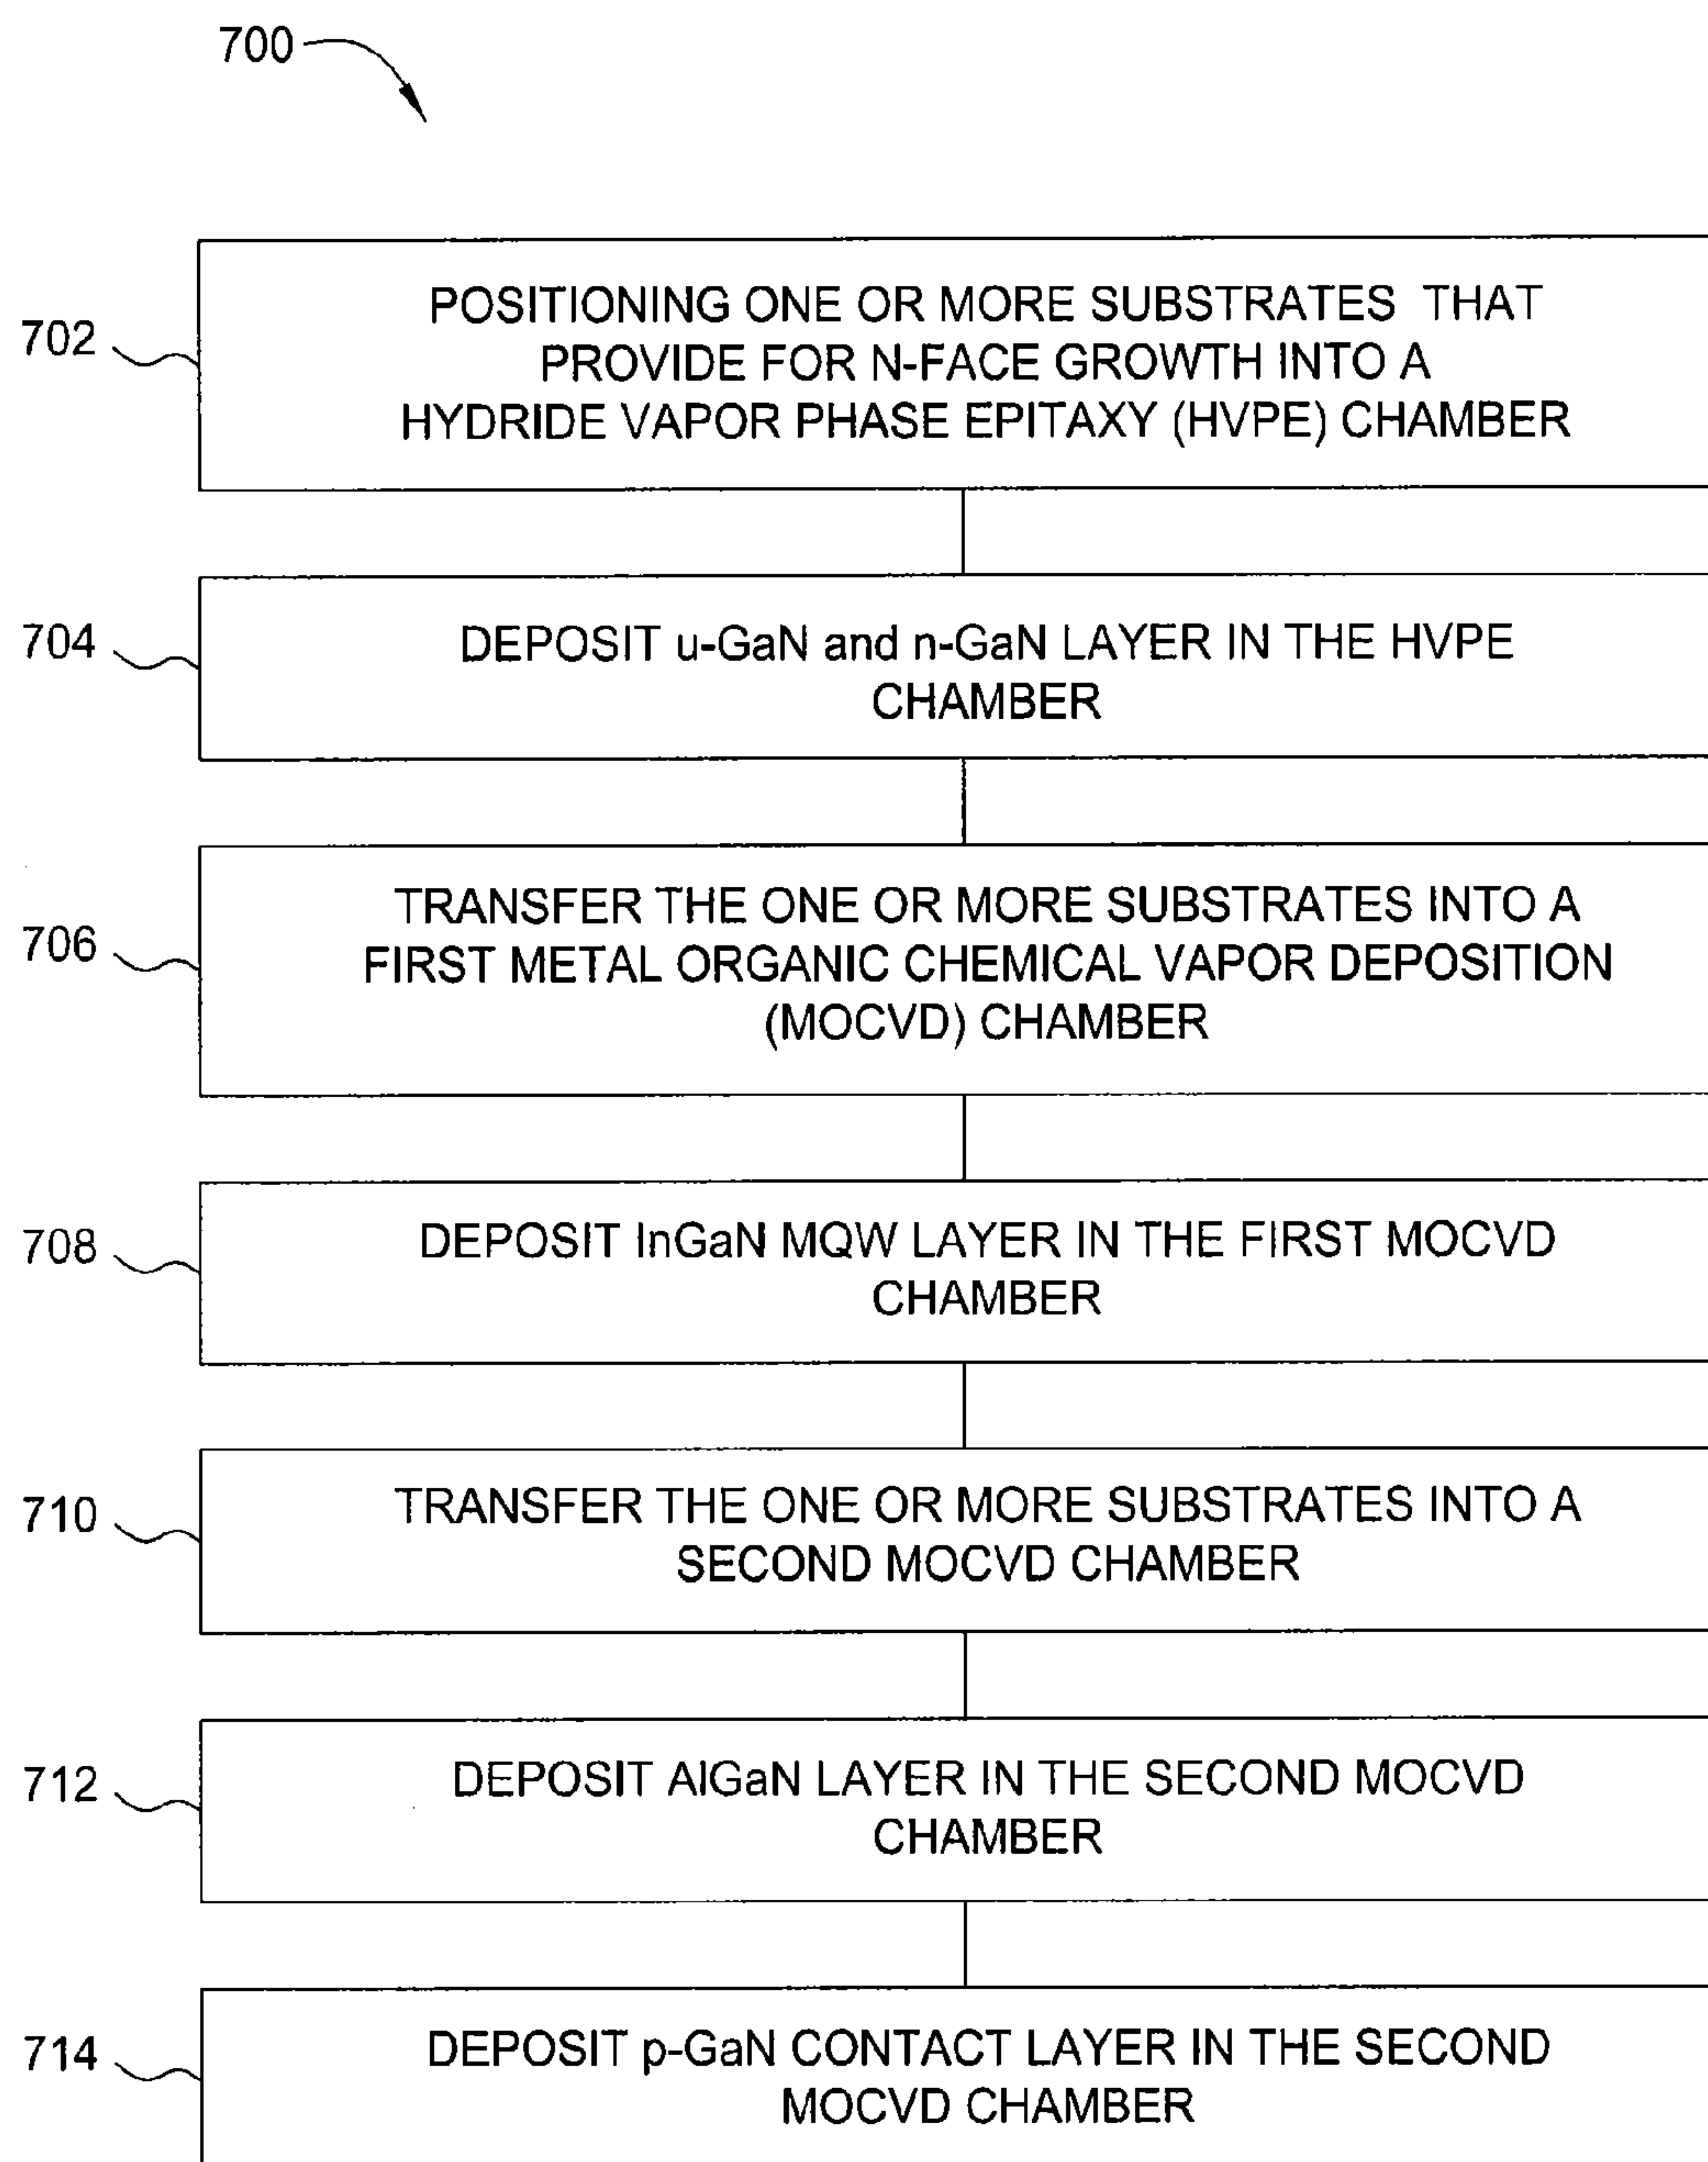 700
702
POSITIONING ONE OR MORE SUBSTRATES THAT
PROVIDE FOR N-FACE GROWTH INTO A
HYDRIDE VAPOR PHASE EPITAXY (HVPE) CHAMBER
704
DEPOSIT u-GaN and n-GaN LAYER IN THE HVPE
CHAMBER
706
TRANSFER THE ONE OR MORE SUBSTRATES INTO A
FIRST METAL ORGANIC CHEMICAL VAPOR DEPOSITION
(MOCVD) CHAMBER
708
DEPOSIT InGaN MQW LAYER IN THE FIRST MOCVD
CHAMBER
710
TRANSFER THE ONE OR MORE SUBSTRATES INTO A
SECOND MOCVD CHAMBER
712
DEPOSIT AlGaN LAYER IN THE SECOND MOCVD
CHAMBER
714
DEPOSIT p-GaN CONTACT LAYER IN THE SECOND
MOCVD CHAMBER